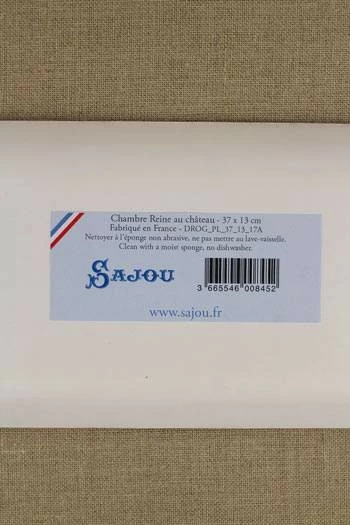 Chambre Reine au château - 37 x 13 cm
Fabriqué en France - DROG_PL_37_13_17A
Nettoyer à l'éponge non abrasive, ne pas mettre au lave-vaisselle.
Clean with a moist sponge, no dishwasher.
SAJOU
3 665546 008452
www.sajou.fr